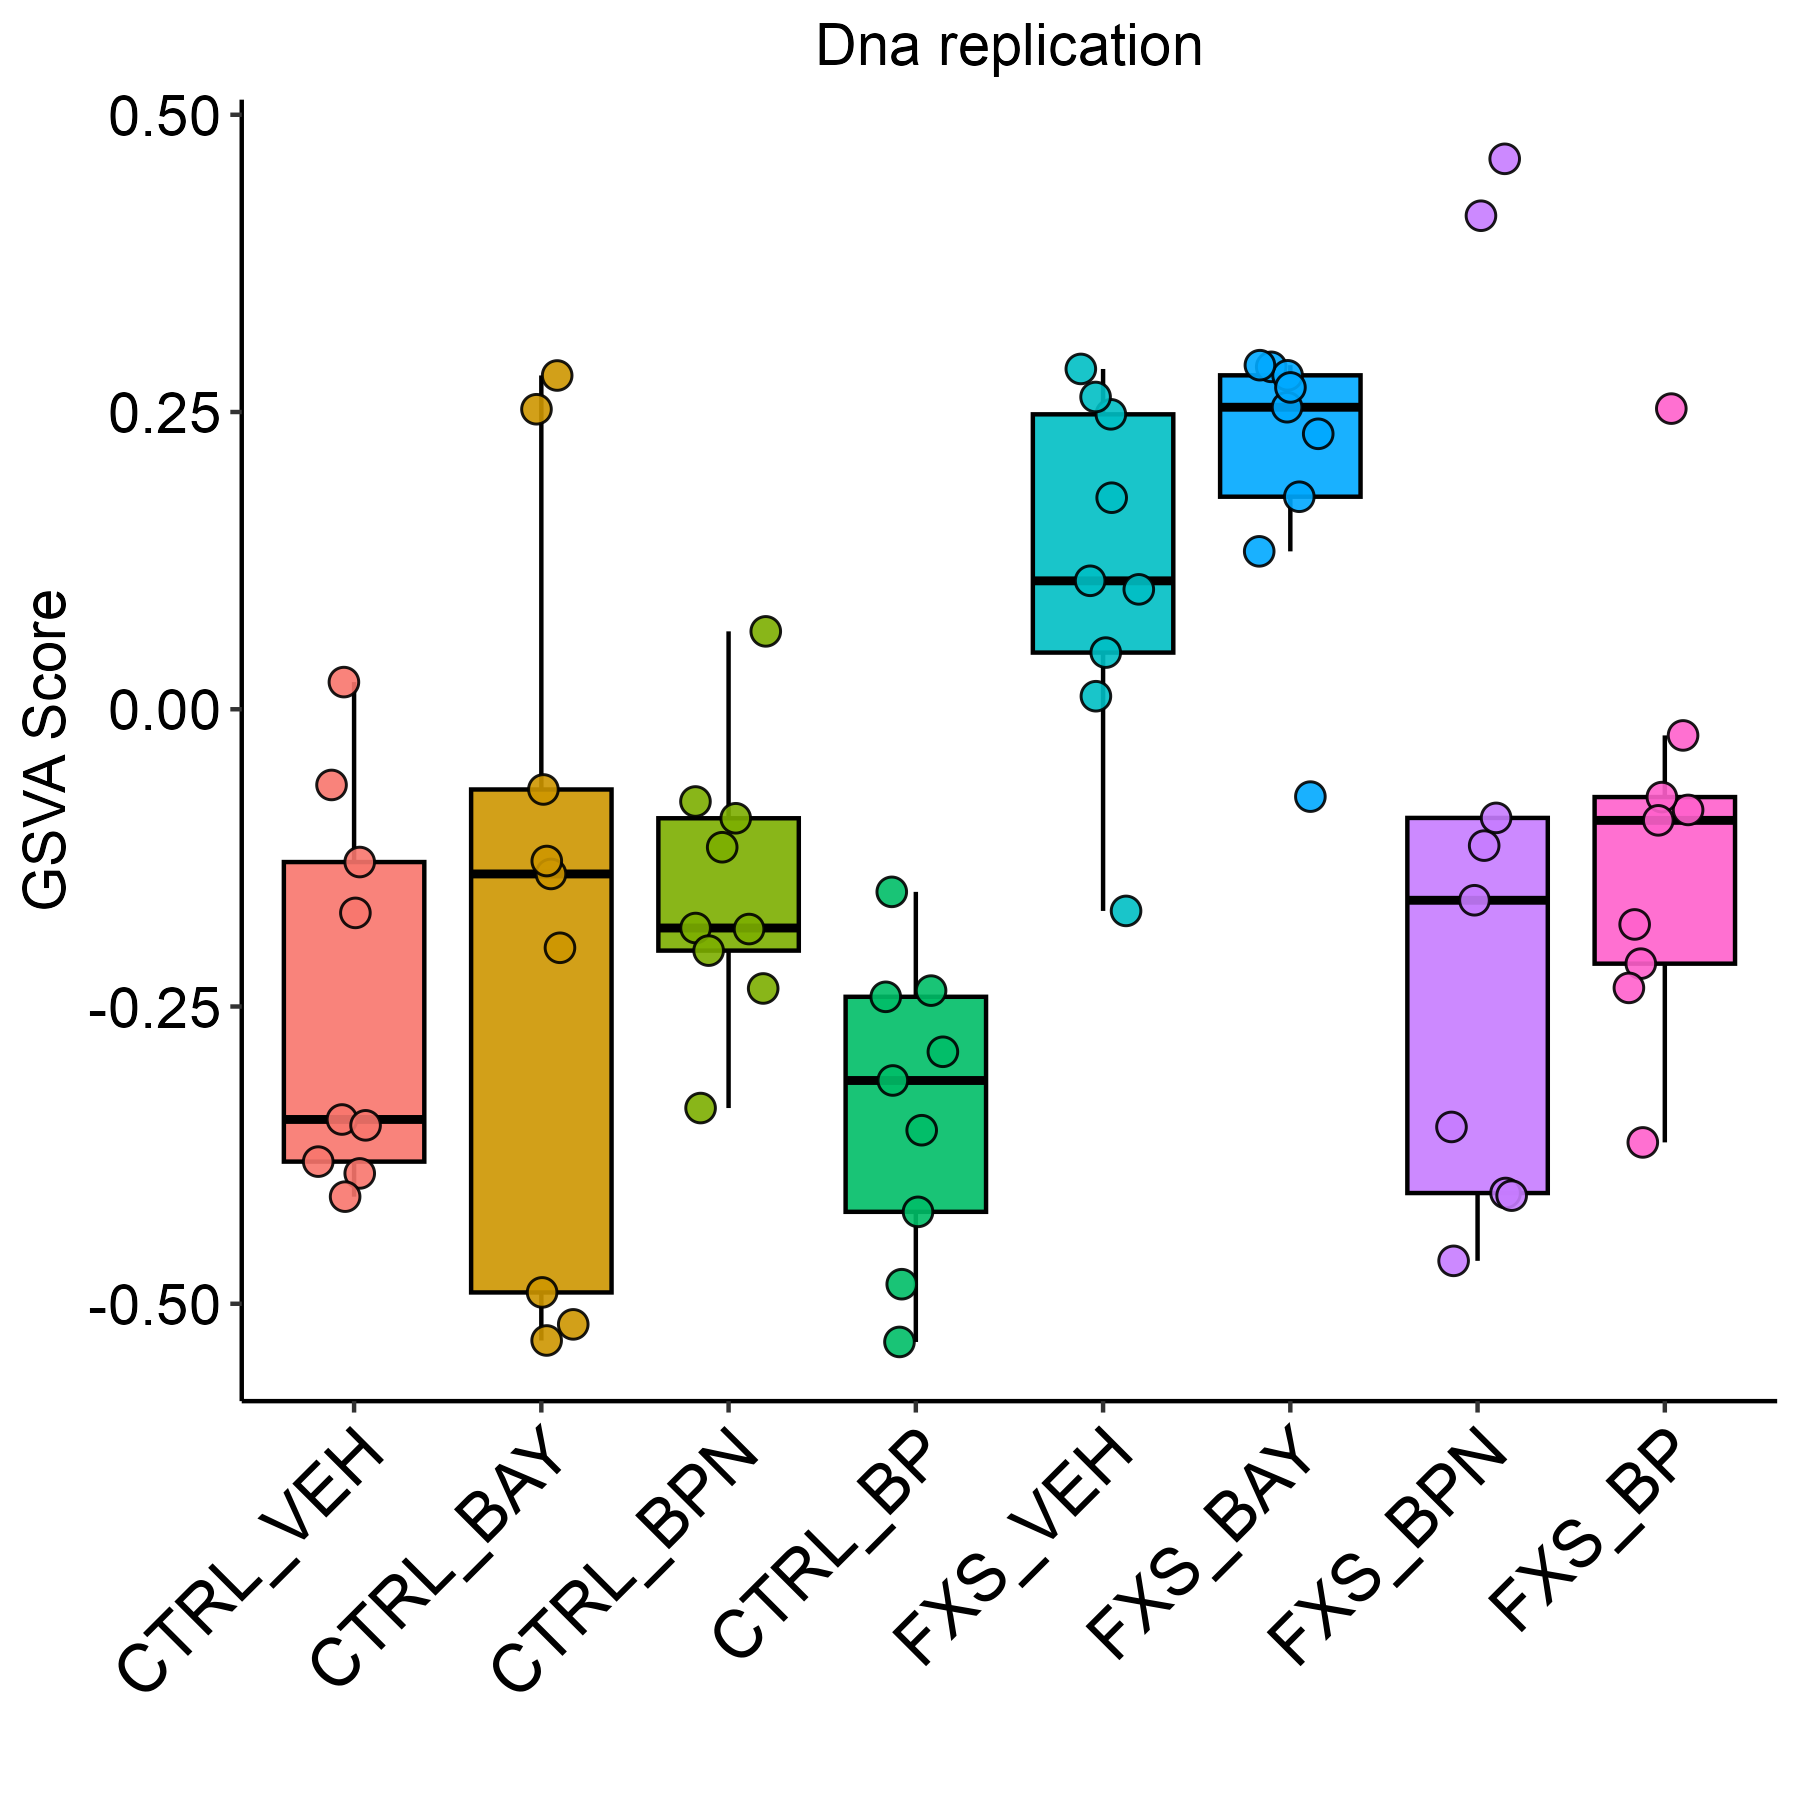 Dna replication
GSVA Score
0.50
0.25
0.00
-0.25
-0.50
CTRL_VEH
CTRL_BAY
CTRL_BPN
CTRL_BP
FXS_VEH
FXS_BAY
FXS_BPN
FXS_BP